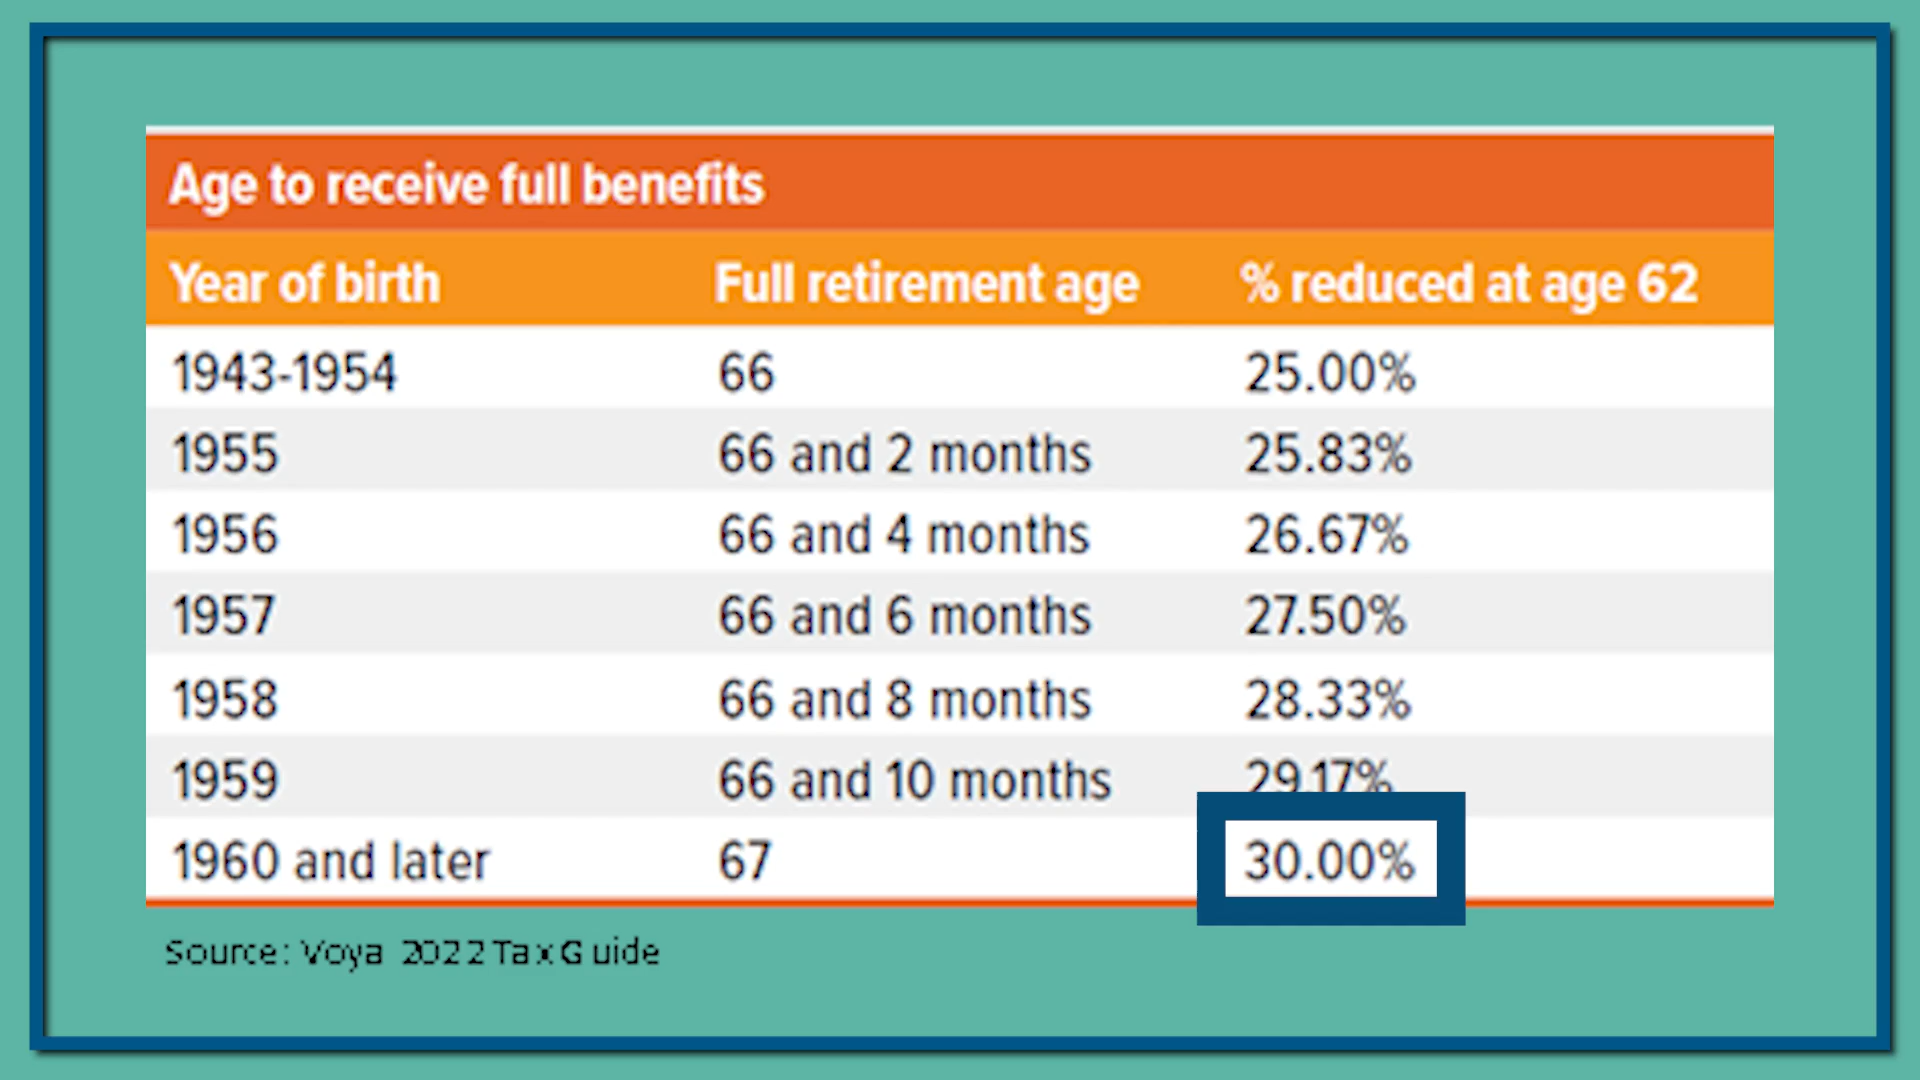 Age to receive full benefits
Year of birth Full retirement age % reduced at age 62
1943-1954 66 25.00%
1955 66 and 2 months 25.83%
1956 66 and 4 months 26.67%
1957 66 and 6 months 27.50%
1958 66 and 8 months 28.33%
1959 66 and 10 months 29.17%
1960 and later 67 30.00%
Source: Voya 2022 Tax Guide